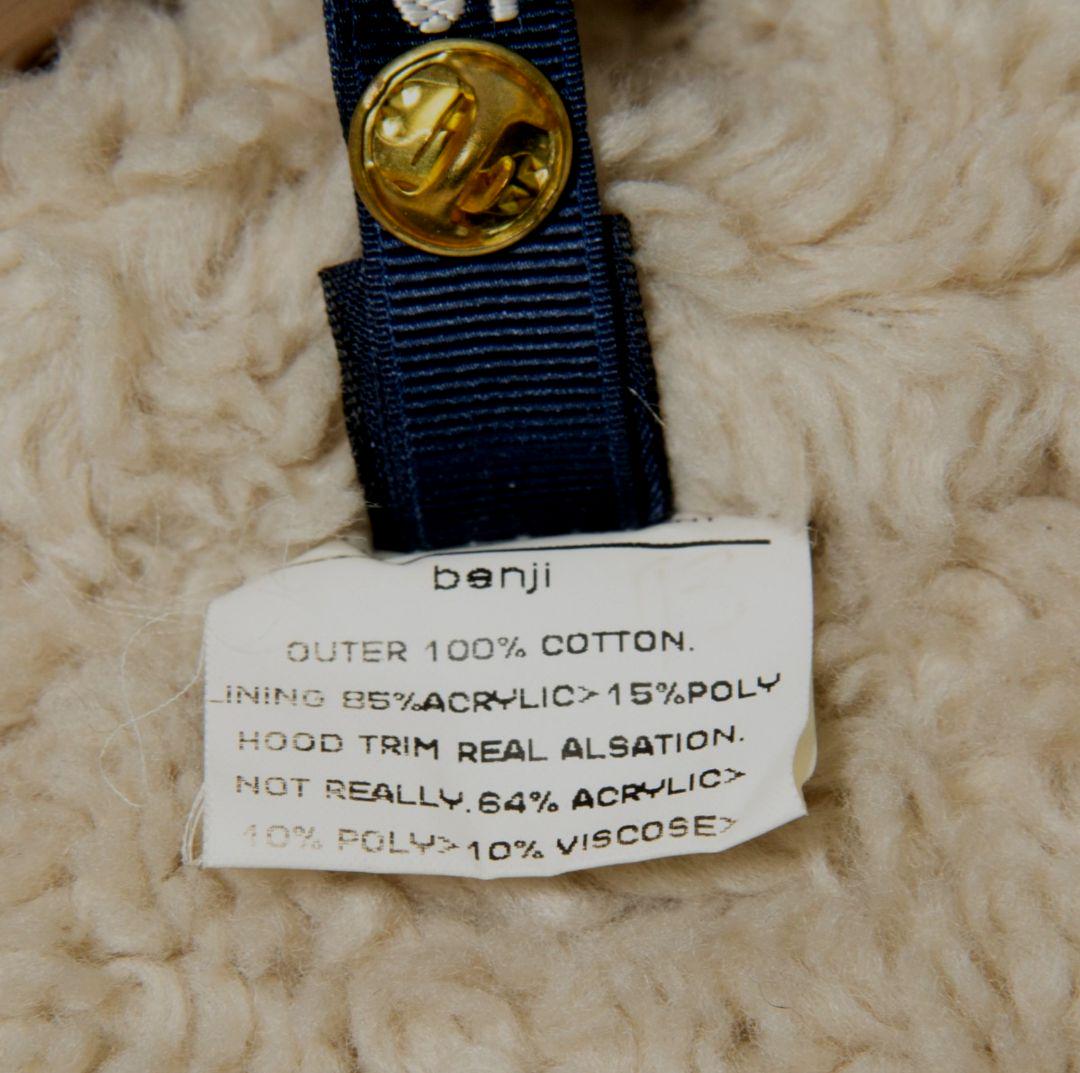 benji
OUTER 100% COTTON.
LINING 85%ACRYLIC>15%POLY
HOOD TRIM REAL ALSATION.
NOT REALLY.64% ACRYLIC>
10% POLY>10% VISCOSE>